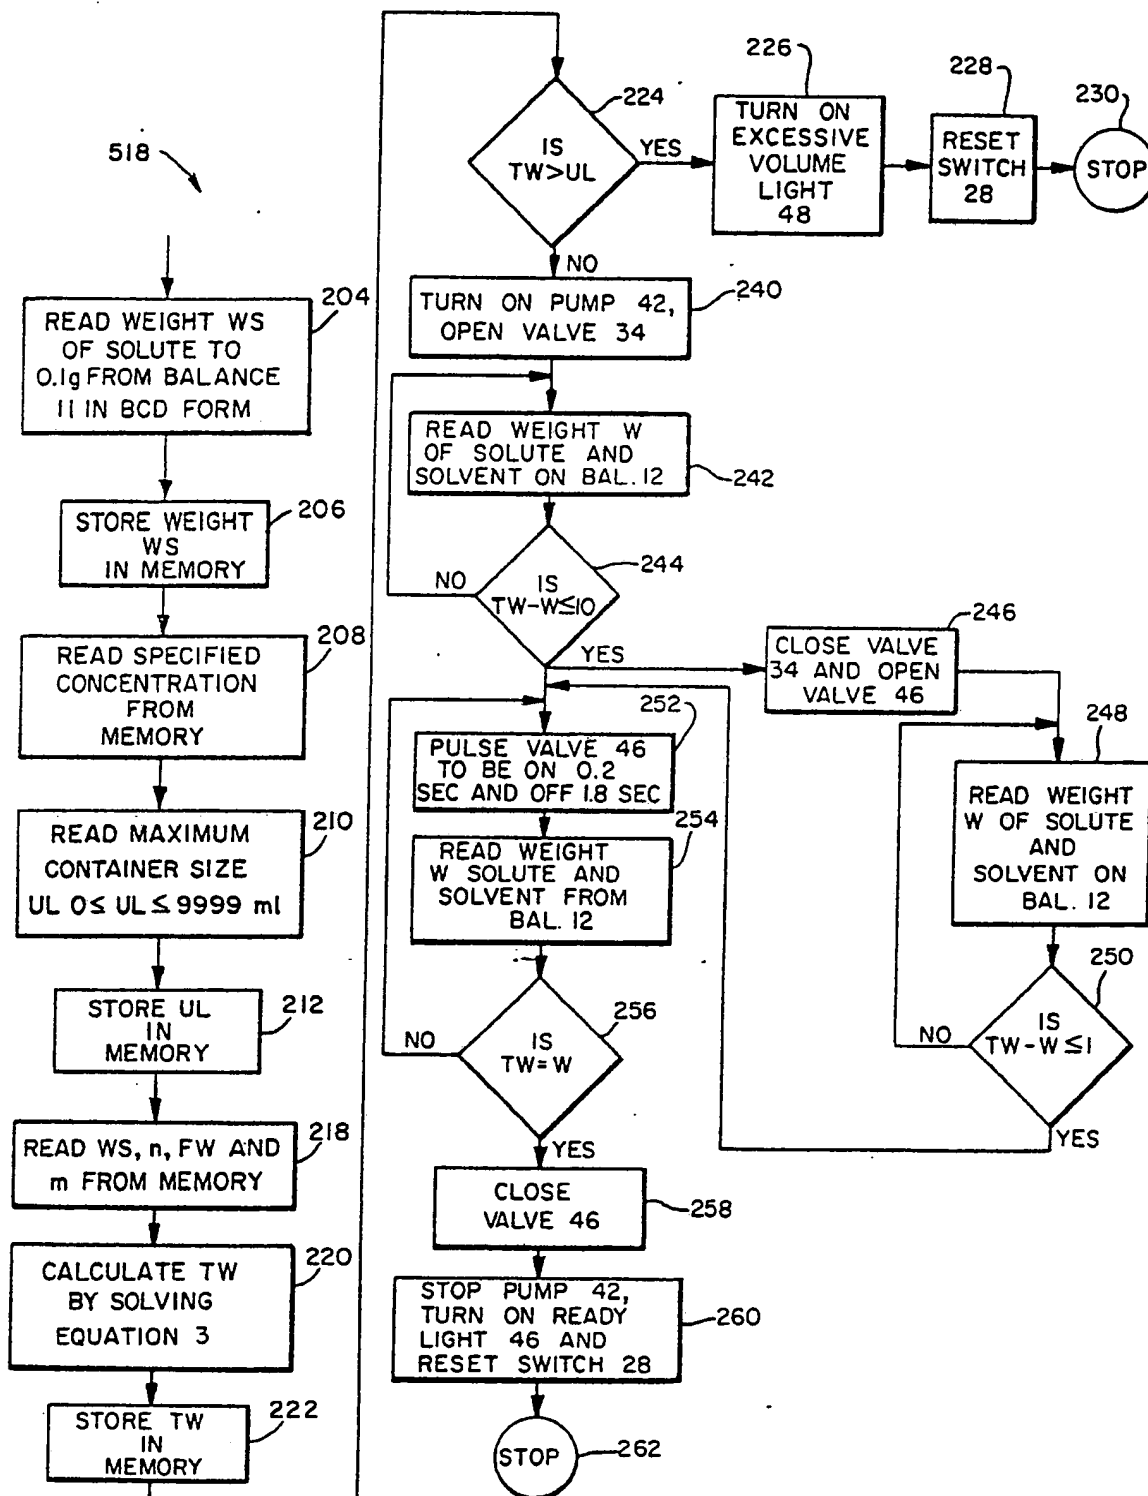 518
204
READ WEIGHT WS
OF SOLUTE TO
0.1g FROM BALANCE
11 IN BCD FORM
206
STORE WEIGHT
WS
IN MEMORY
208
READ SPECIFIED
CONCENTRATION
FROM
MEMORY
210
READ MAXIMUM
CONTAINER SIZE
UL 0≤ UL ≤ 9999 ml
212
STORE UL
IN
MEMORY
218
READ WS, n, FW AND
m FROM MEMORY
220
CALCULATE TW
BY SOLVING
EQUATION 3
222
STORE TW
IN
MEMORY
224
IS
TW>UL
YES
NO
226
TURN ON
EXCESSIVE
VOLUME
LIGHT
48
228
RESET
SWITCH
28
230
STOP
240
TURN ON PUMP 42,
OPEN VALVE 34
READ WEIGHT W
OF SOLUTE AND
SOLVENT ON BAL. 12
242
244
IS
TW-W≤10
NO
YES
246
CLOSE VALVE
34 AND OPEN
VALVE 46
248
READ WEIGHT
W OF SOLUTE
AND
SOLVENT ON
BAL. 12
250
IS
TW-W≤1
NO
YES
252
PULSE VALVE 46
TO BE ON 0.2
SEC AND OFF 1.8 SEC
254
READ WEIGHT
W SOLUTE AND
SOLVENT FROM
BAL. 12
256
IS
TW=W
NO
YES
CLOSE
VALVE 46
258
STOP PUMP 42,
TURN ON READY
LIGHT 46 AND
RESET SWITCH 28
260
STOP
262